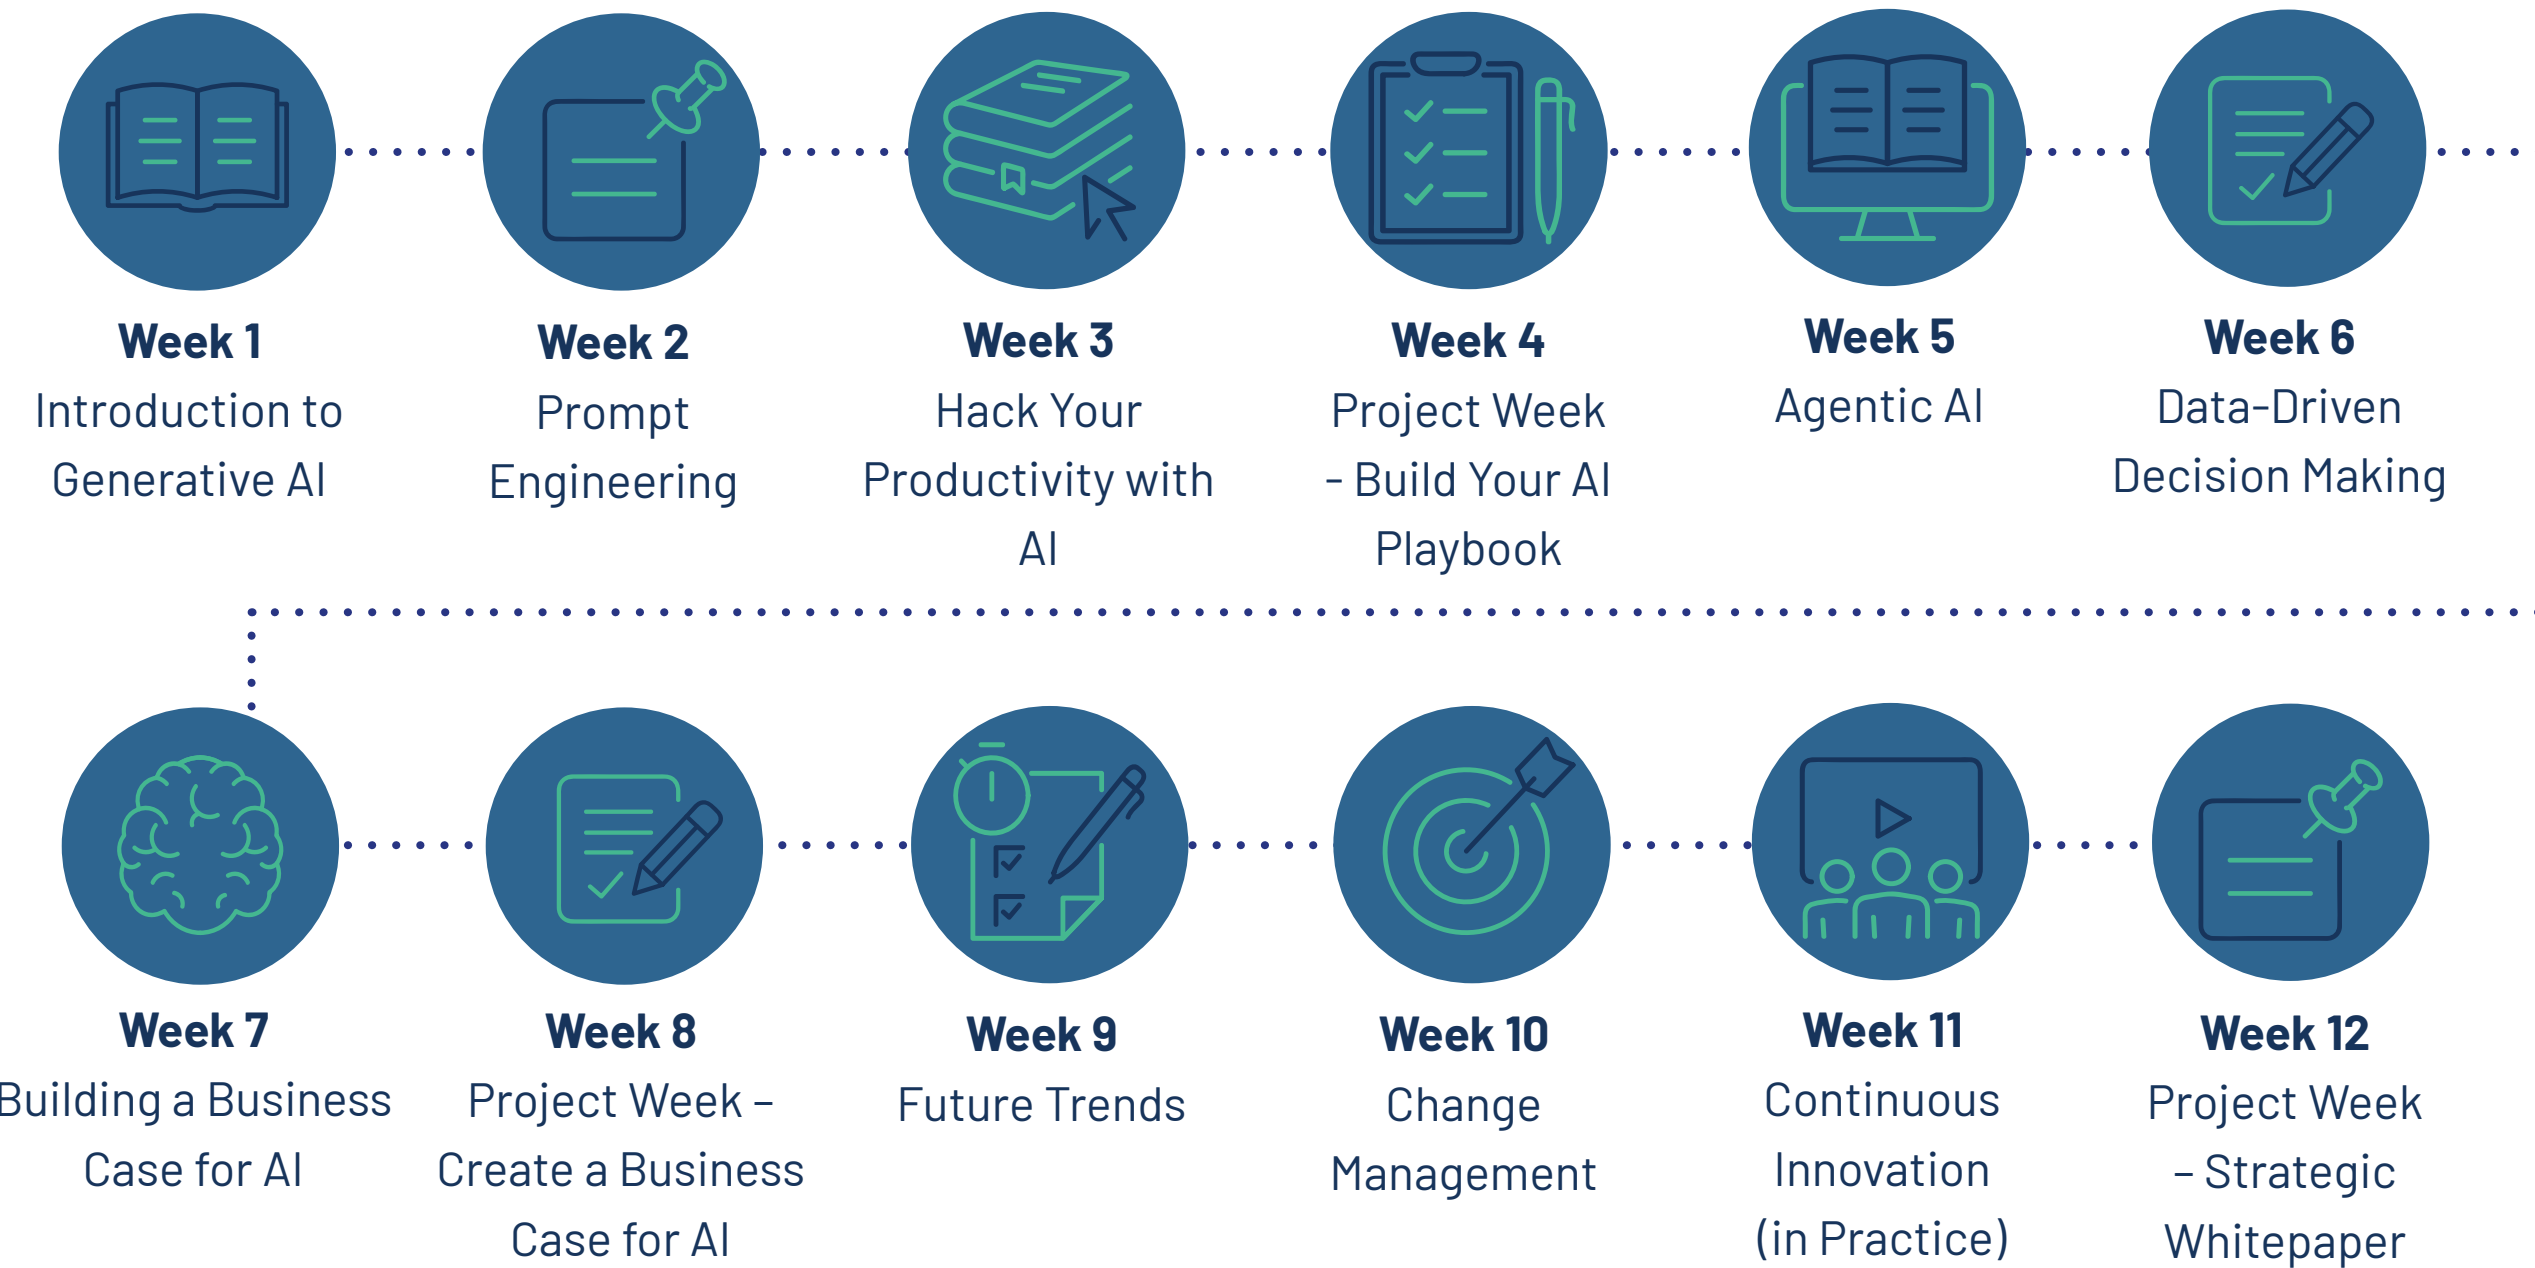 Week 1
Introduction to
Generative AI
Week 2
Prompt
Engineering
Week 3
Hack Your
Productivity with
AI
Week 4
Project Week
- Build Your AI
Playbook
Week 5
Agentic AI
Week 6
Data-Driven
Decision Making
Week 7
Building a Business
Case for AI
Week 8
Project Week –
Create a Business
Case for AI
Week 9
Future Trends
Week 10
Change
Management
Week 11
Continuous
Innovation
(in Practice)
Week 12
Project Week
– Strategic
Whitepaper